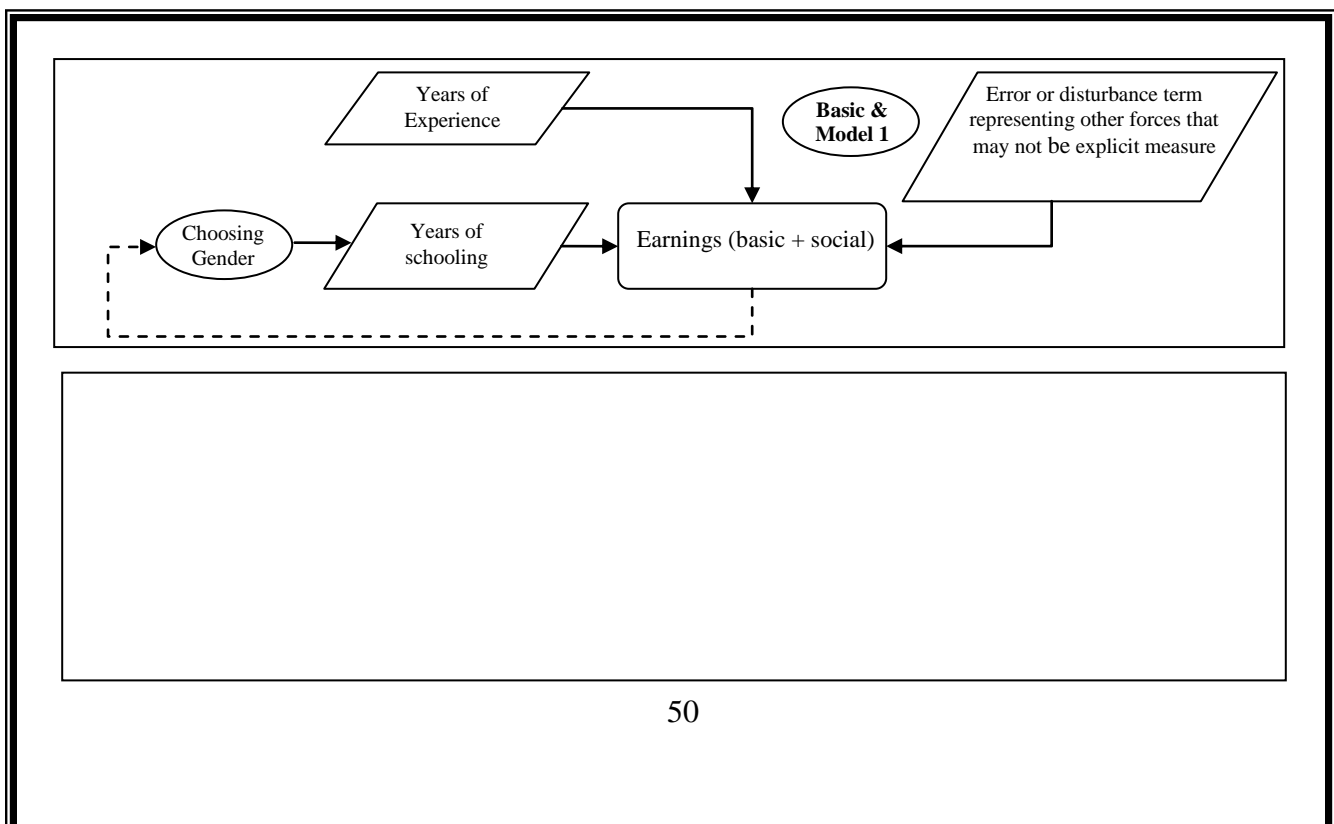 Years of
Experience
Basic &
Model 1
Error or disturbance term
representing other forces that
may not be explicit measure
Choosing
Gender
Years of
schooling
Earnings (basic + social)
50